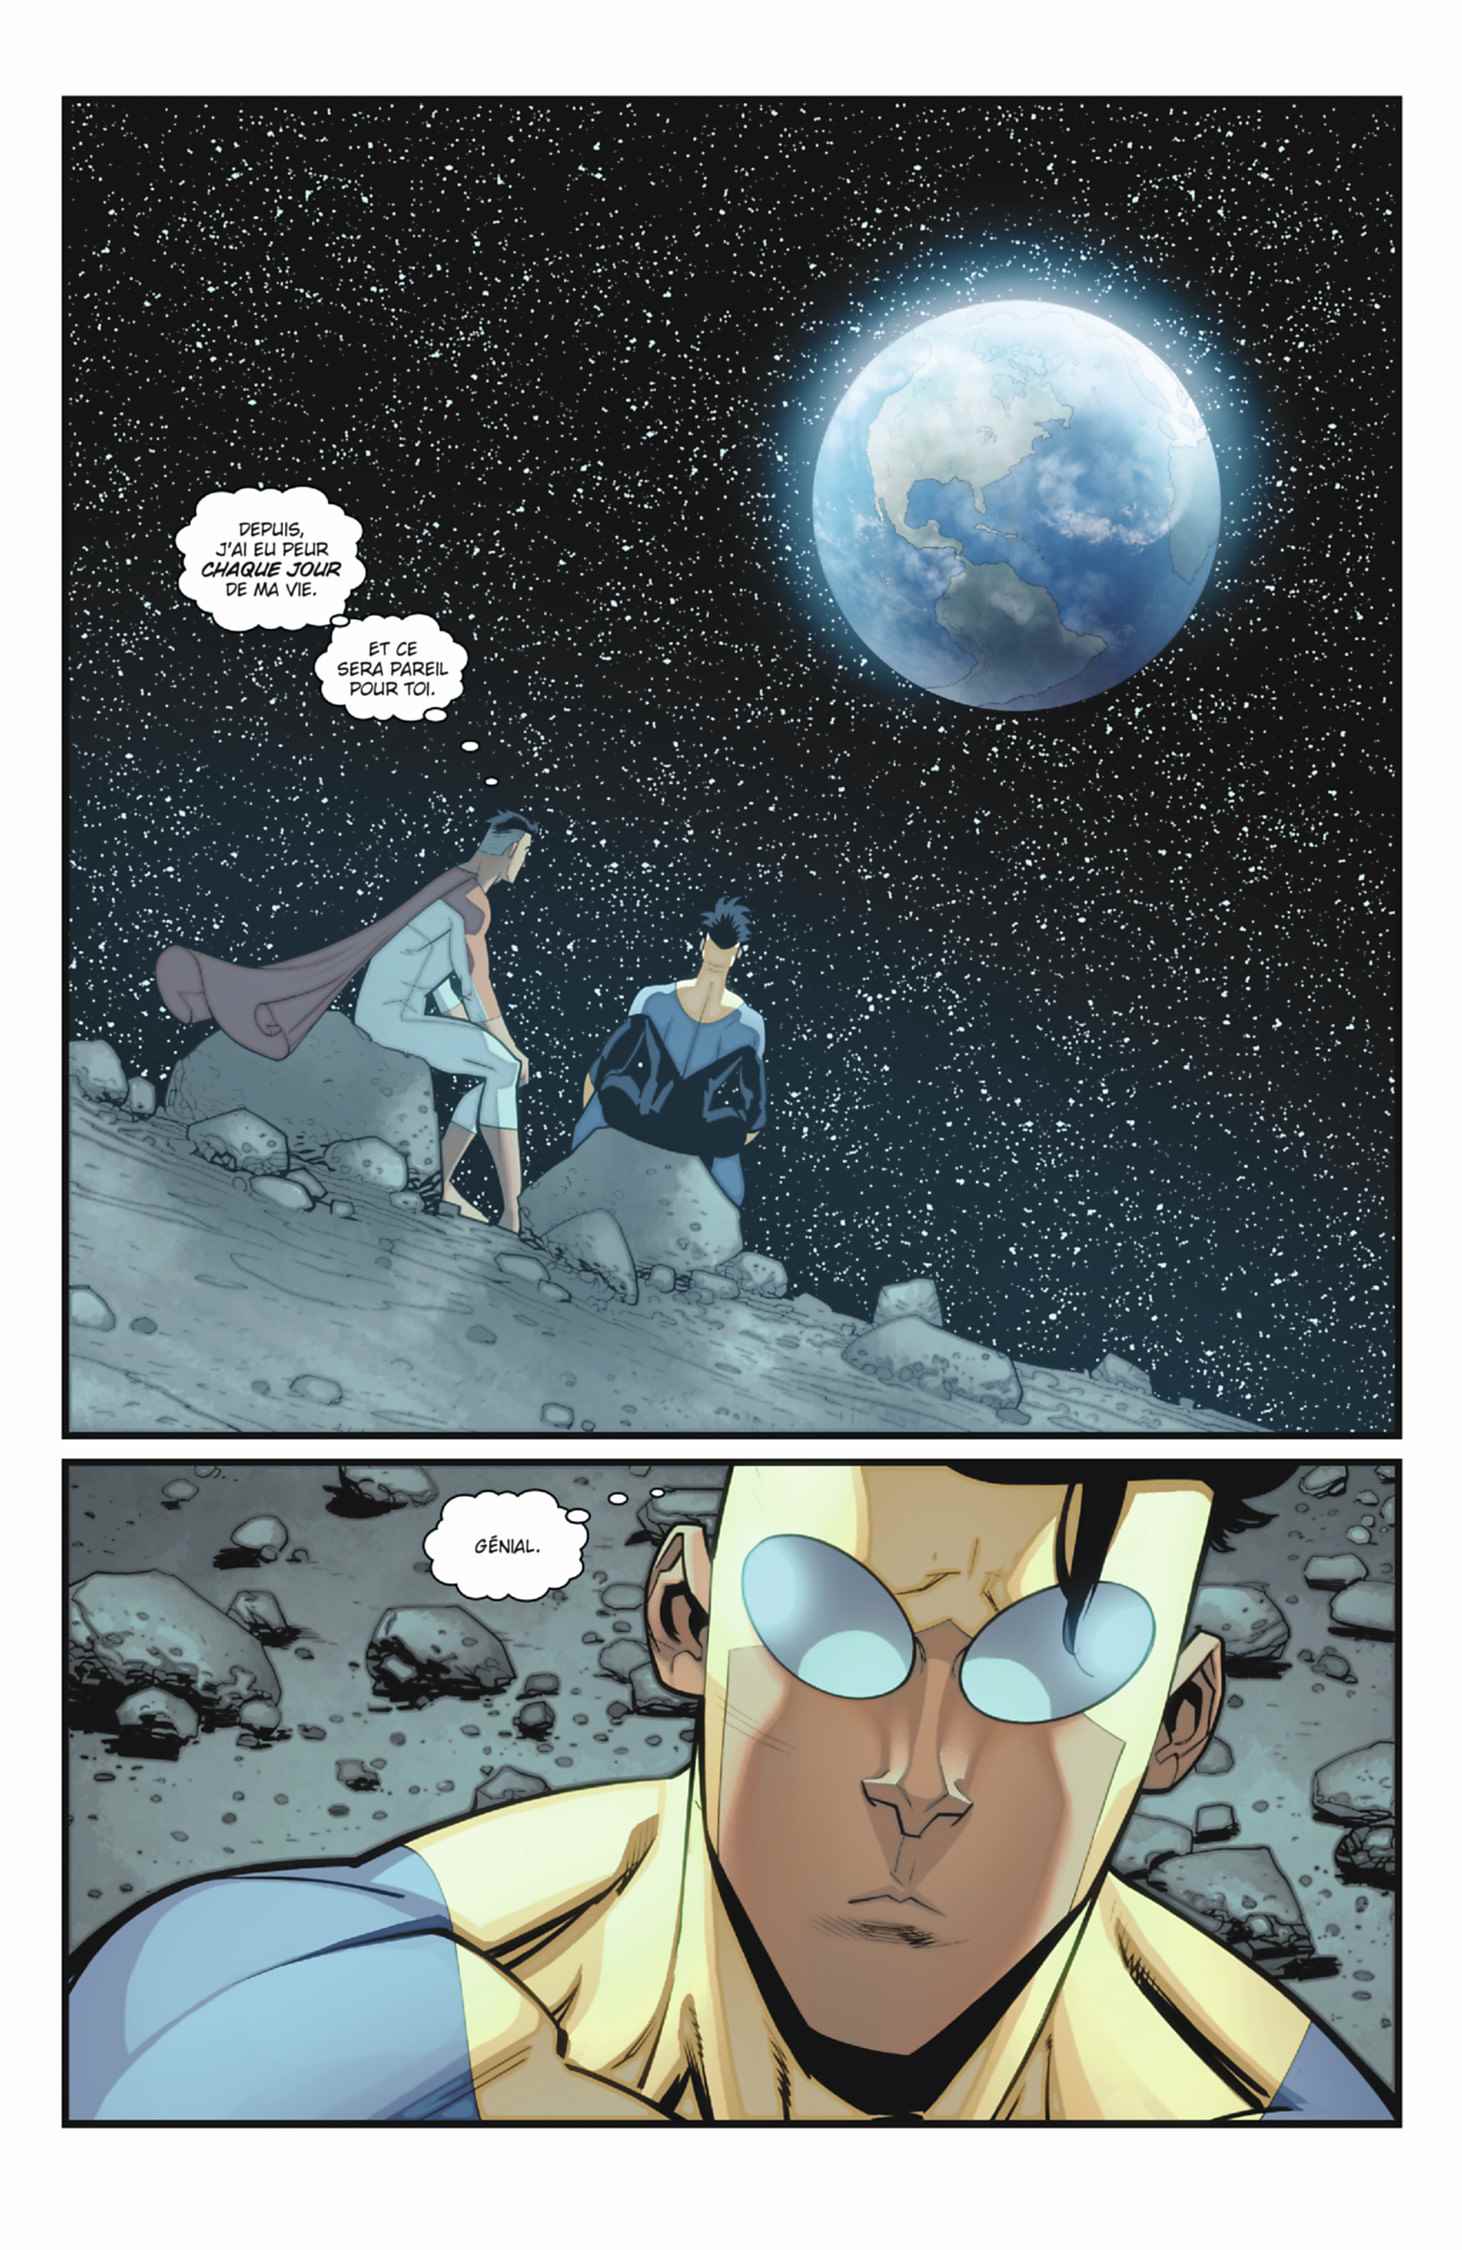 DEPUIS,
J'AI EU PEUR
CHAQUE JOUR
DE MA VIE.
ET CE
SERA PAREIL
POUR TOI.
GÉNIAL.